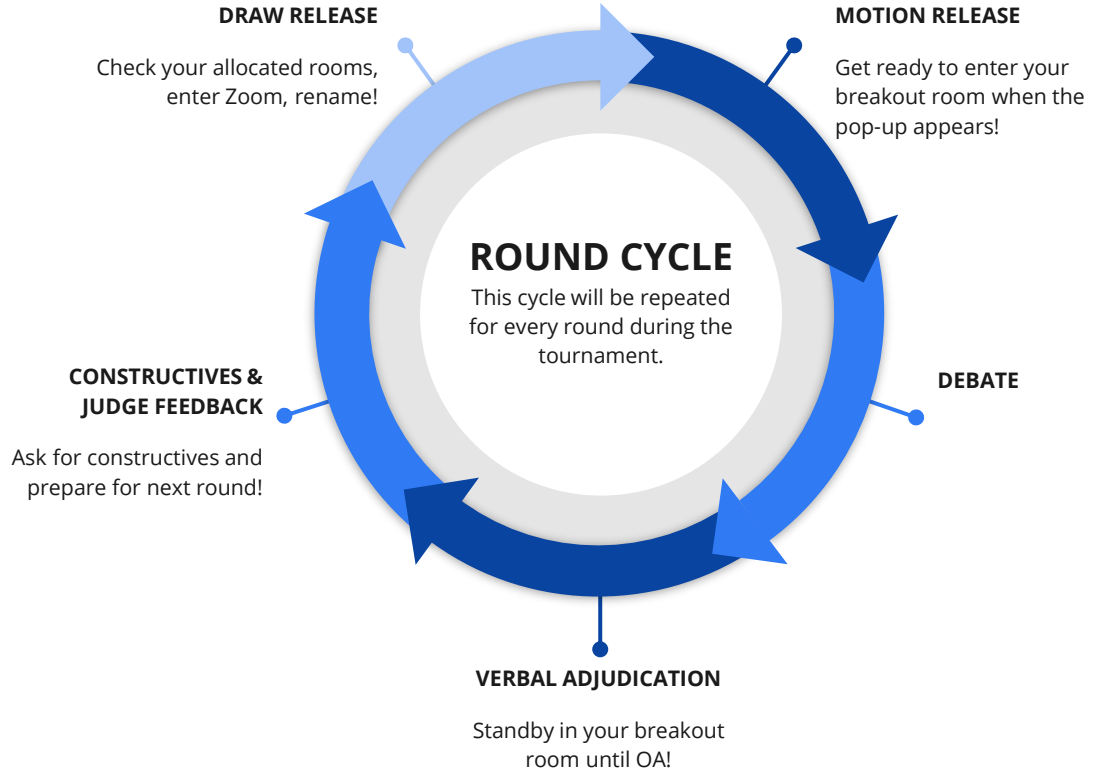 DRAW RELEASE
Check your allocated rooms,
enter Zoom, rename!
MOTION RELEASE
Get ready to enter your
breakout room when the
pop-up appears!
ROUND CYCLE
This cycle will be repeated
for every round during the
tournament.
CONSTRUCTIVES &
JUDGE FEEDBACK
Ask for constructives and
prepare for next round!
DEBATE
VERBAL ADJUDICATION
Standby in your breakout
room until OA!